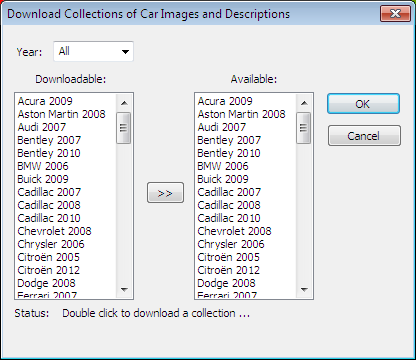 Download Collections of Car Images and Descriptions
Year: All
Downloadable: Available:
Acura 2009 Acura 2009
Aston Martin 2008 Aston Martin 2008
Audi 2007 Audi 2007
Bentley 2007 Bentley 2007
Bentley 2010 Bentley 2010
BMW 2006 BMW 2006
Buick 2009 Buick 2009
Cadillac 2007 Cadillac 2007
Cadillac 2008 Cadillac 2008
Cadillac 2010 Cadillac 2010
Chevrolet 2008 Chevrolet 2008
Chrysler 2006 Chrysler 2006
Citroën 2005 Citroën 2005
Citroën 2012 Citroën 2012
Dodge 2008 Dodge 2008
Ferrari 2007 Ferrari 2007
>>
OK
Cancel
Status: Double click to download a collection ...